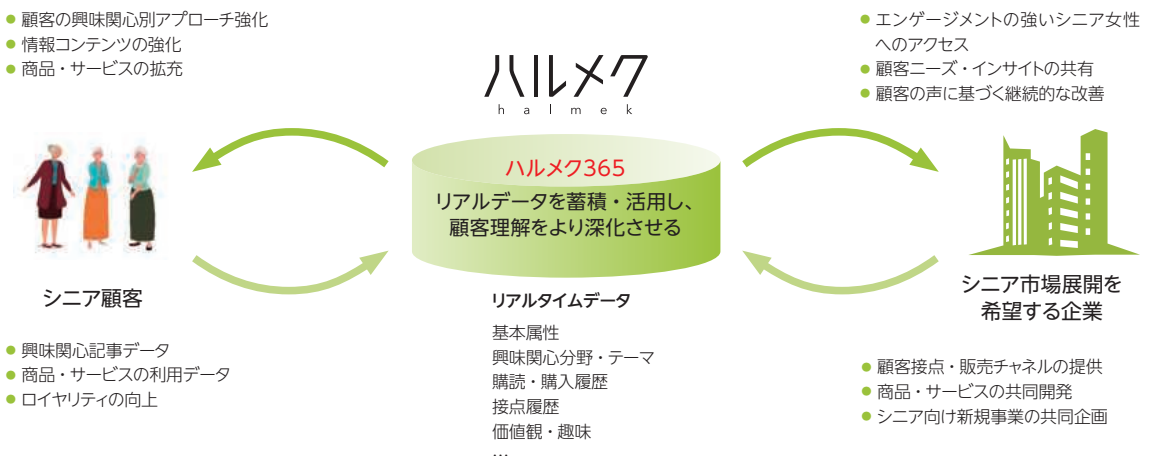 ● 顧客の興味関心別アプローチ強化
● 情報コンテンツの強化
● 商品・サービスの拡充
シニア顧客
● 興味関心記事データ
● 商品・サービスの利用データ
● ロイヤリティの向上
ハルメク
halmek
ハルメク365
リアルデータを蓄積・活用し、
顧客理解をより深化させる
リアルタイムデータ
基本属性
興味関心分野・テーマ
購読・購入履歴
接点履歴
価値観・趣味
…
● エンゲージメントの強いシニア女性
へのアクセス
● 顧客ニーズ・インサイトの共有
● 顧客の声に基づく継続的な改善
シニア市場展開を
希望する企業
● 顧客接点・販売チャネルの提供
● 商品・サービスの共同開発
● シニア向け新規事業の共同企画